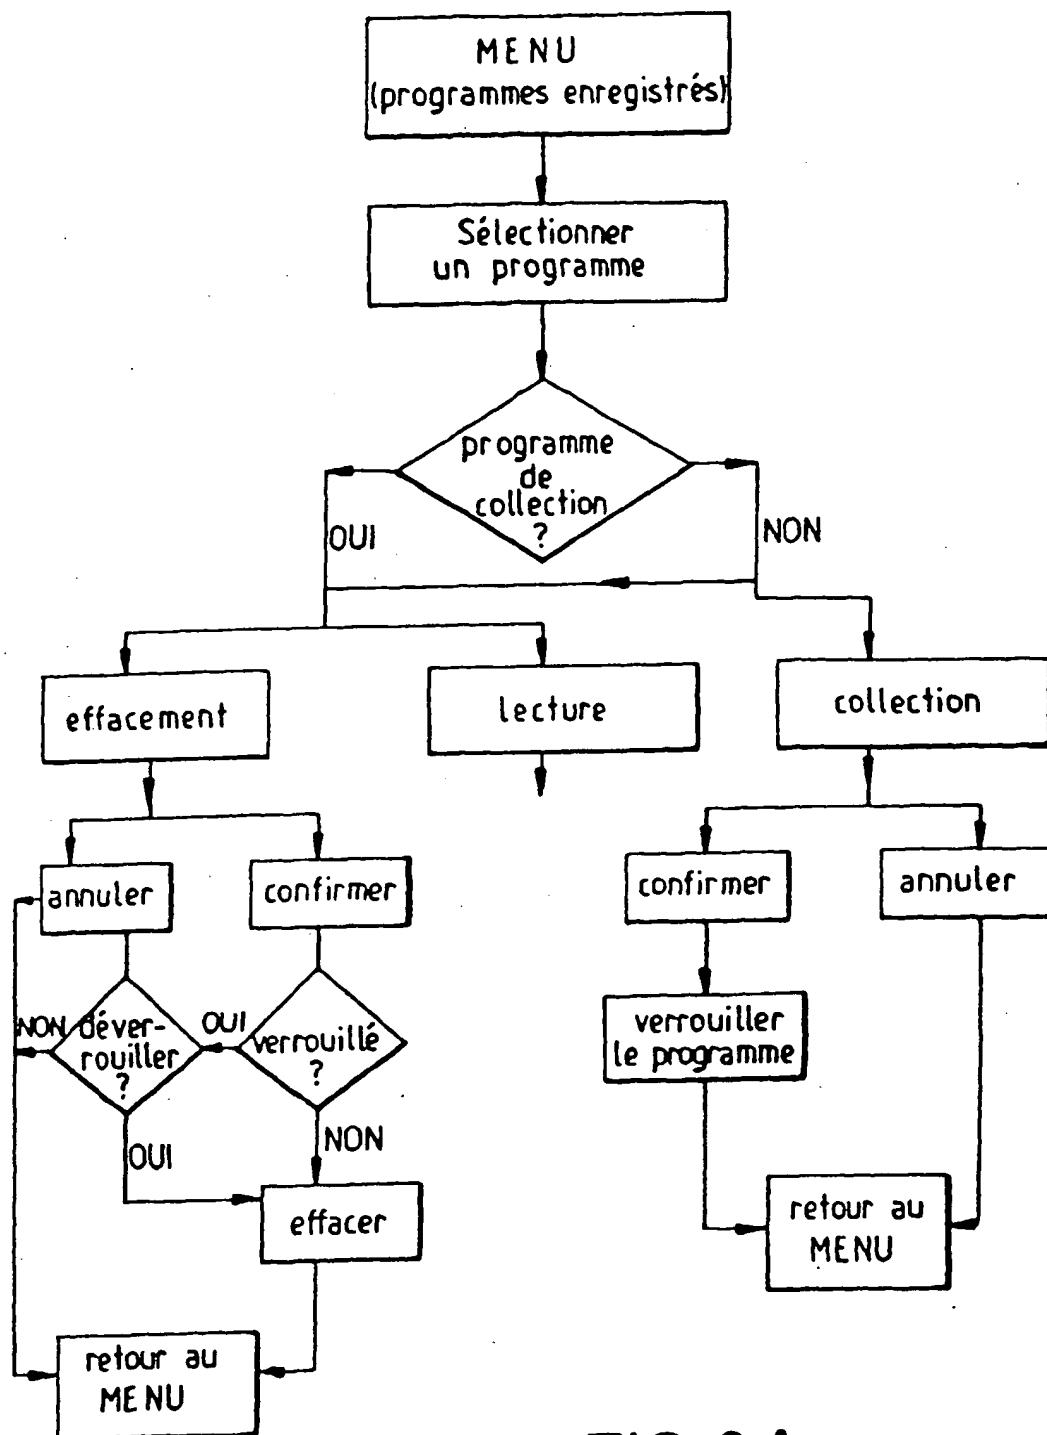 MENU
(programmes enregistrés)
Sélectionner
un programme
programme
de
collection
?
OUI
NON
effacement
lecture
collection
annuler
confirmer
confirmer
annuler
NON
déver-
rouiller
?
OUI
verrouillé
?
verrouiller
le programme
OUI
NON
effacer
retour au
MENU
retour au
MENU